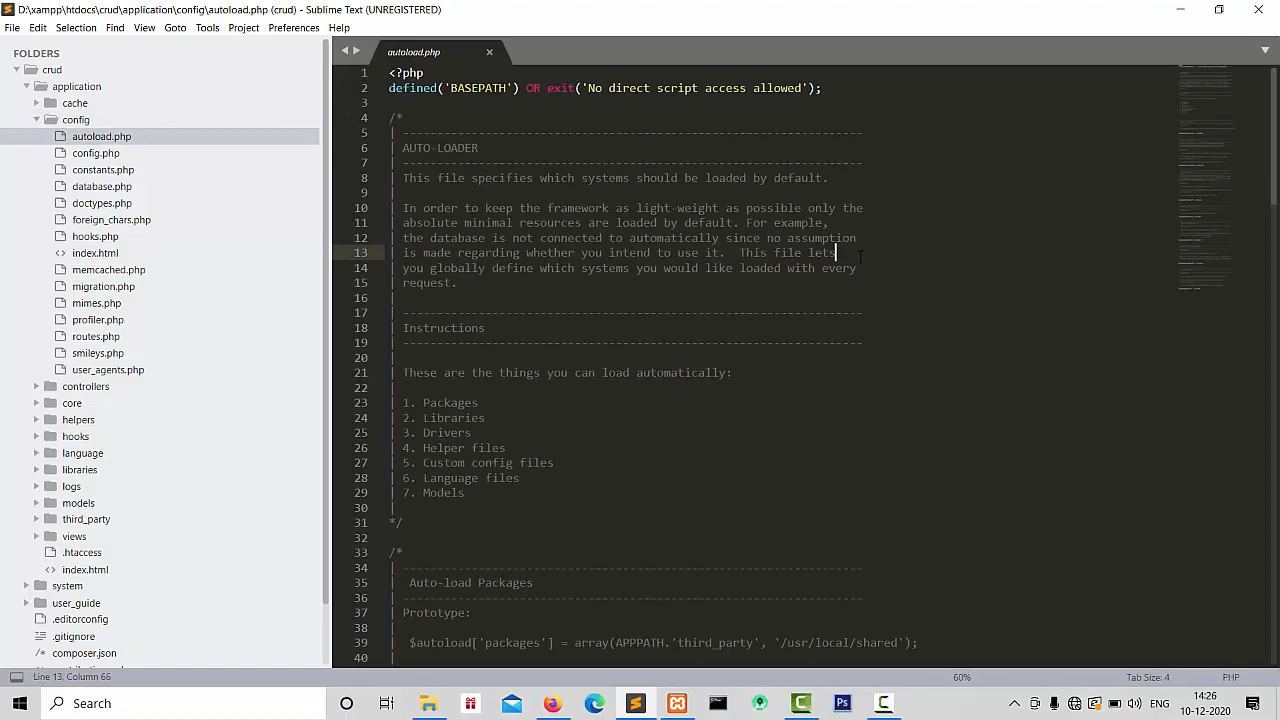 D:\xampp\htdocs\crud\application\config\autoload.php (crud) - Sublime Text (UNREGISTERED)
File Edit Selection Find View Goto Tools Project Preferences Help
FOLDERS
crud
application
cache
config
autoload.php
config.php
constants.php
database.php
doctypes.php
foreign_chars.php
hooks.php
index.html
memcached.php
migration.php
mimes.php
profiler.php
routes.php
smileys.php
user_agents.php
controllers
core
helpers
hooks
language
libraries
logs
models
third_party
views
.htaccess
index.html
system
user_guide
.editorconfig
.gitignore
composer.json
autoload.php
1 <?php
2 defined('BASEPATH') OR exit('No direct script access allowed');
3
4 /*
5 | -------------------------------------------------------------------
6 | AUTO-LOADER
7 | -------------------------------------------------------------------
8 | This file specifies which systems should be loaded by default.
9 |
10 | In order to keep the framework as light-weight as possible only the
11 | absolute minimal resources are loaded by default. For example,
12 | the database is not connected to automatically since no assumption
13 | is made regarding whether you intend to use it.  This file lets
14 | you globally define which systems you would like loaded with every
15 | request.
16 |
17 | -------------------------------------------------------------------
18 | Instructions
19 | -------------------------------------------------------------------
20 |
21 | These are the things you can load automatically:
22 |
23 | 1. Packages
24 | 2. Libraries
25 | 3. Drivers
26 | 4. Helper files
27 | 5. Custom config files
28 | 6. Language files
29 | 7. Models
30 |
31 */
32
33 /*
34 | -------------------------------------------------------------------
35 |  Auto-load Packages
36 | -------------------------------------------------------------------
37 | Prototype:
38 |
39 |  $autoload['packages'] = array(APPPATH.'third_party', '/usr/local/shared');
40 |
Line 13, Column 66 60% Tab Size: 4 PHP
Search
Ps
ENG
14:26
10-12-2020